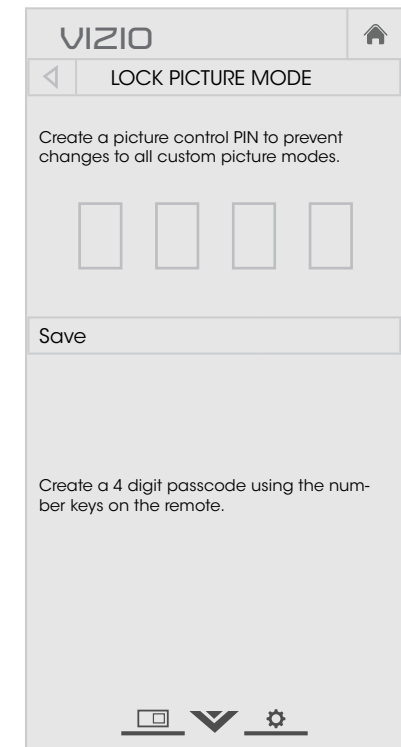 VIZIO
LOCK PICTURE MODE
Create a picture control PIN to prevent
changes to all custom picture modes.
Save
Create a 4 digit passcode using the num-
ber keys on the remote.